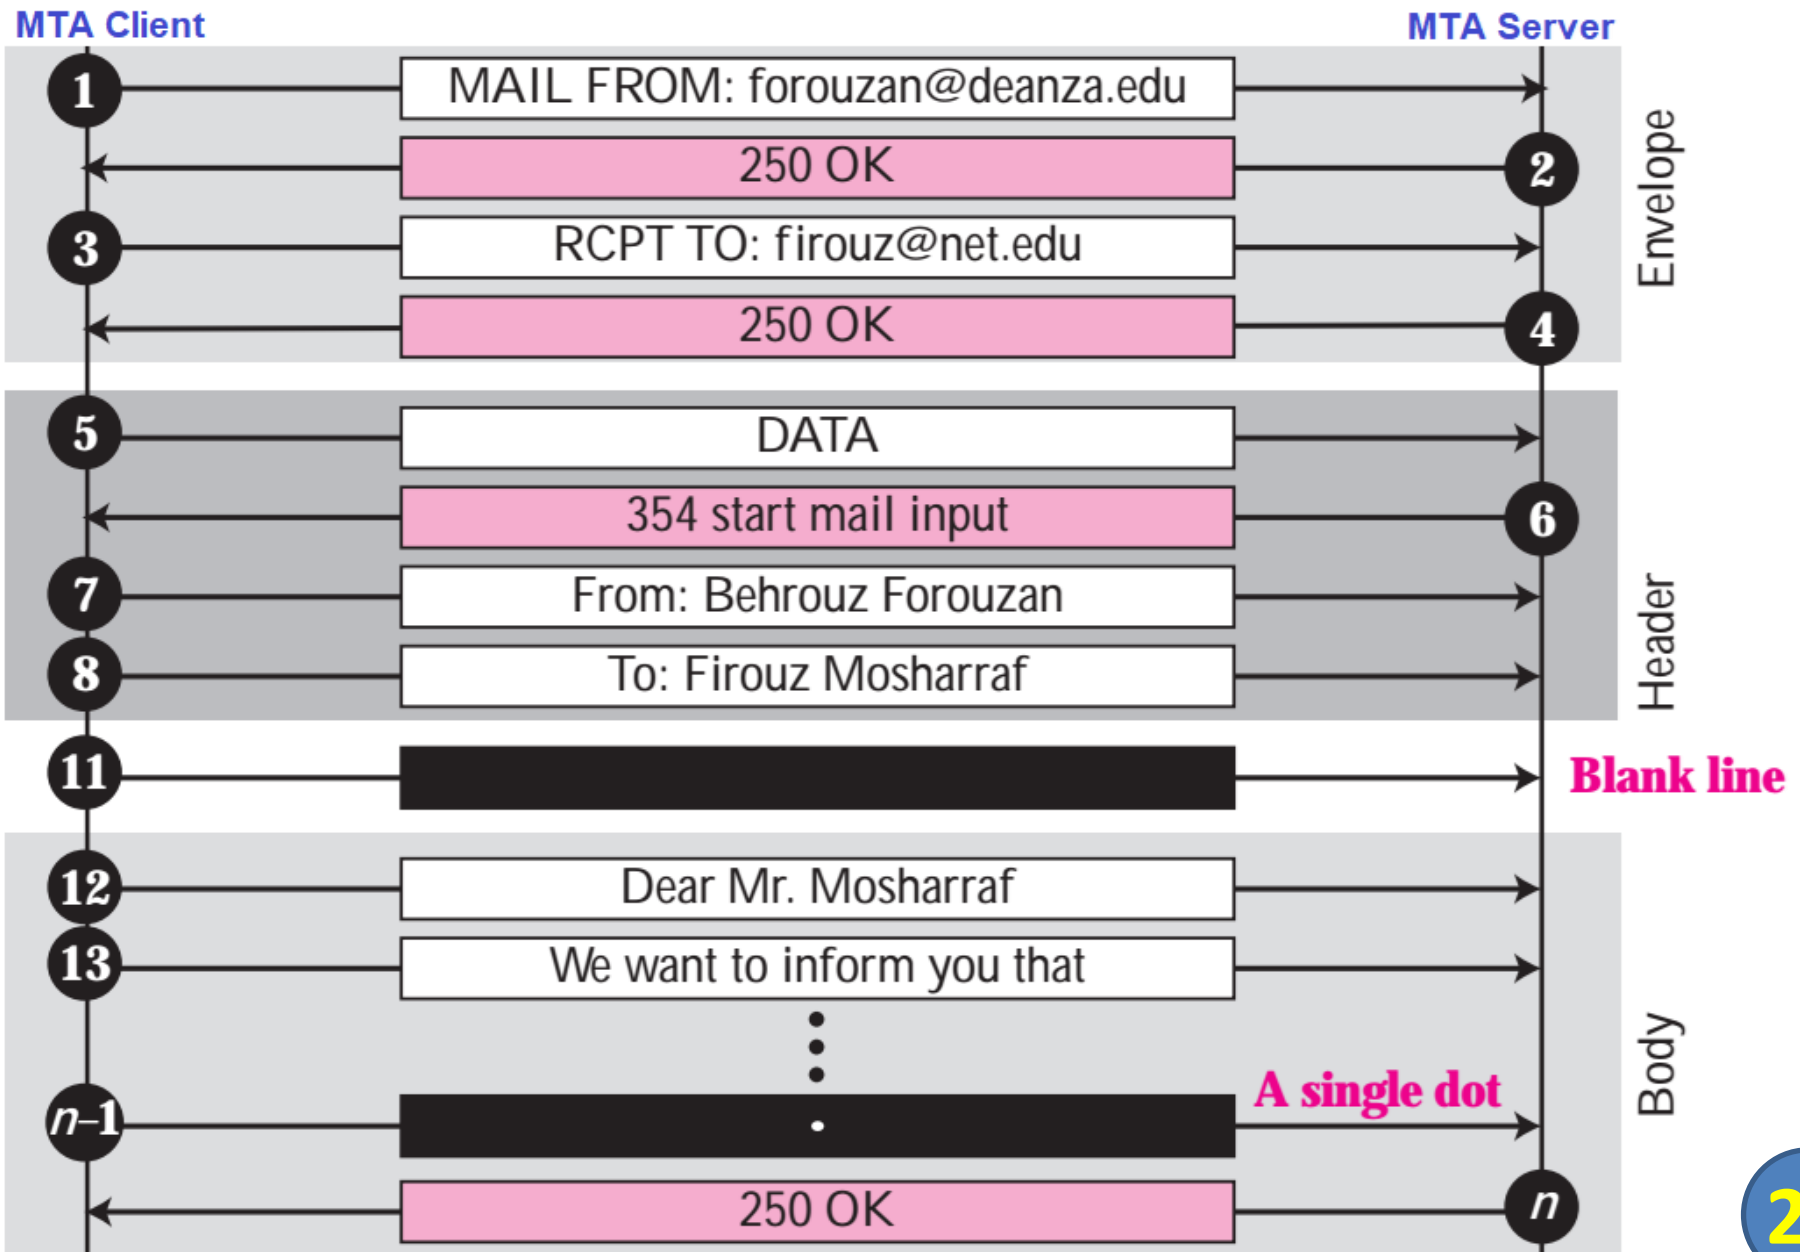 MTA Client
MTA Server
1
MAIL FROM: forouzan@deanza.edu
250 OK
2
3
RCPT TO: firouz@net.edu
250 OK
4
Envelope
5
DATA
354 start mail input
6
7
From: Behrouz Forouzan
8
To: Firouz Mosharraf
Header
11
Blank line
12
Dear Mr. Mosharraf
13
We want to inform you that
n–1
.
A single dot
Body
250 OK
n